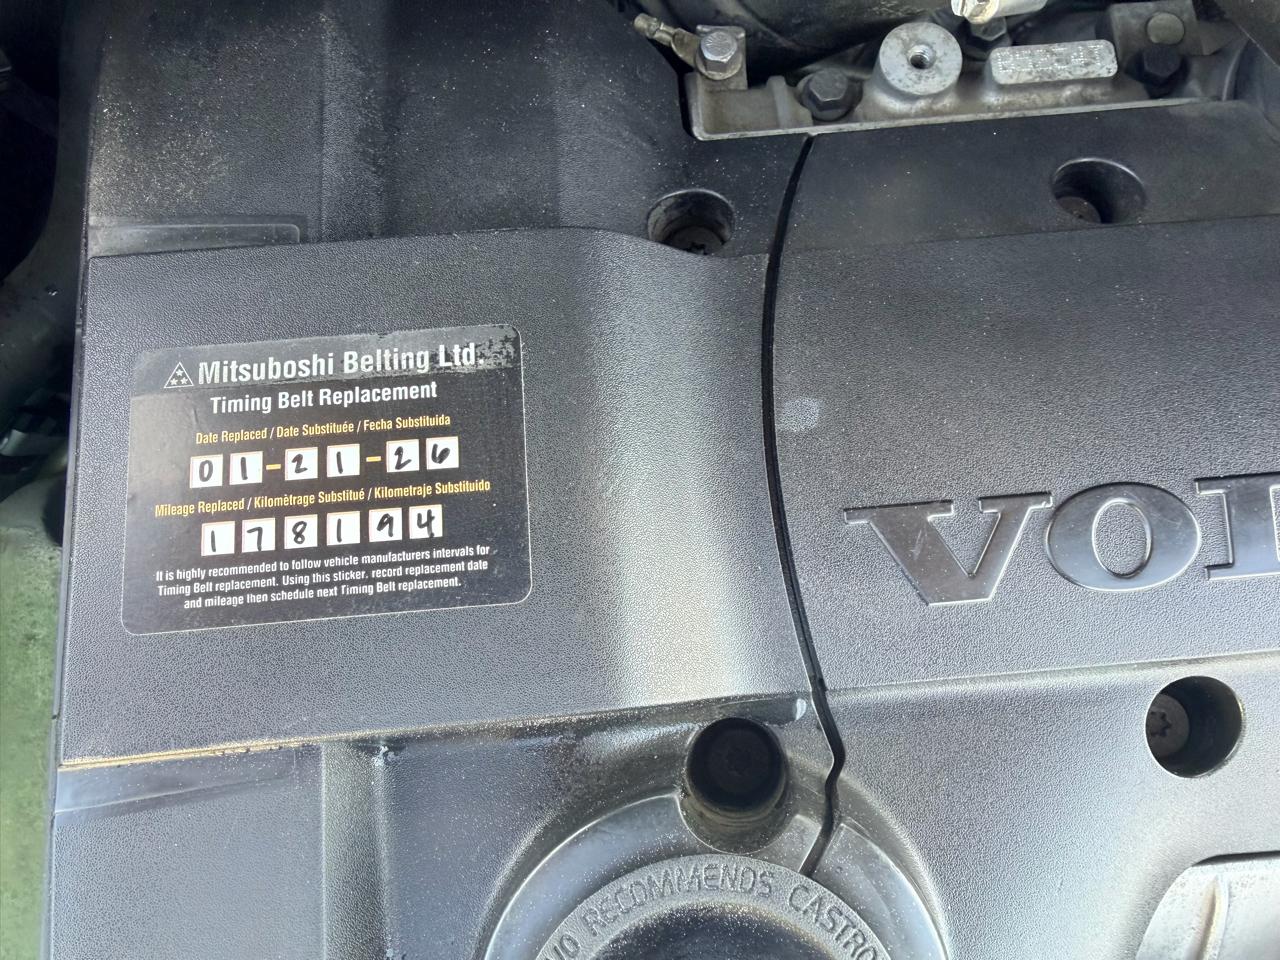 Mitsuboshi Belting Ltd.
Timing Belt Replacement
Date Replaced / Date Substituée / Fecha Substituida
01-21-26
Mileage Replaced / Kilomètrage Substitué / Kilometraje Substituido
178194
It is highly recommended to follow vehicle manufacturers intervals for
Timing Belt replacement. Using this sticker, record replacement date
and mileage then schedule next Timing Belt replacement.
VOL
VO RECOMMENDS CASTRO